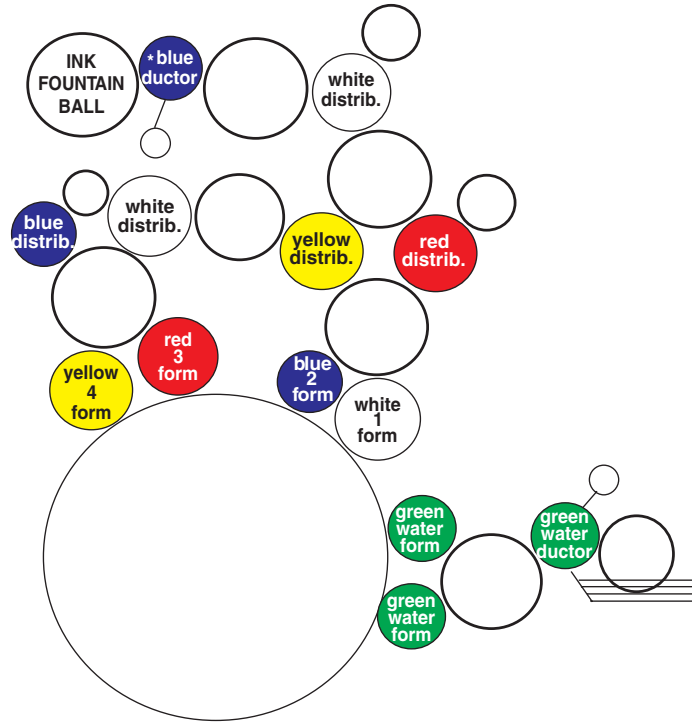 INK
FOUNTAIN
BALL
*blue
ductor
white
distrib.
blue
distrib.
white
distrib.
yellow
distrib.
red
distrib.
red
3
form
yellow
4
form
blue
2
form
white
1
form
green
water
form
green
water
ductor
green
water
form